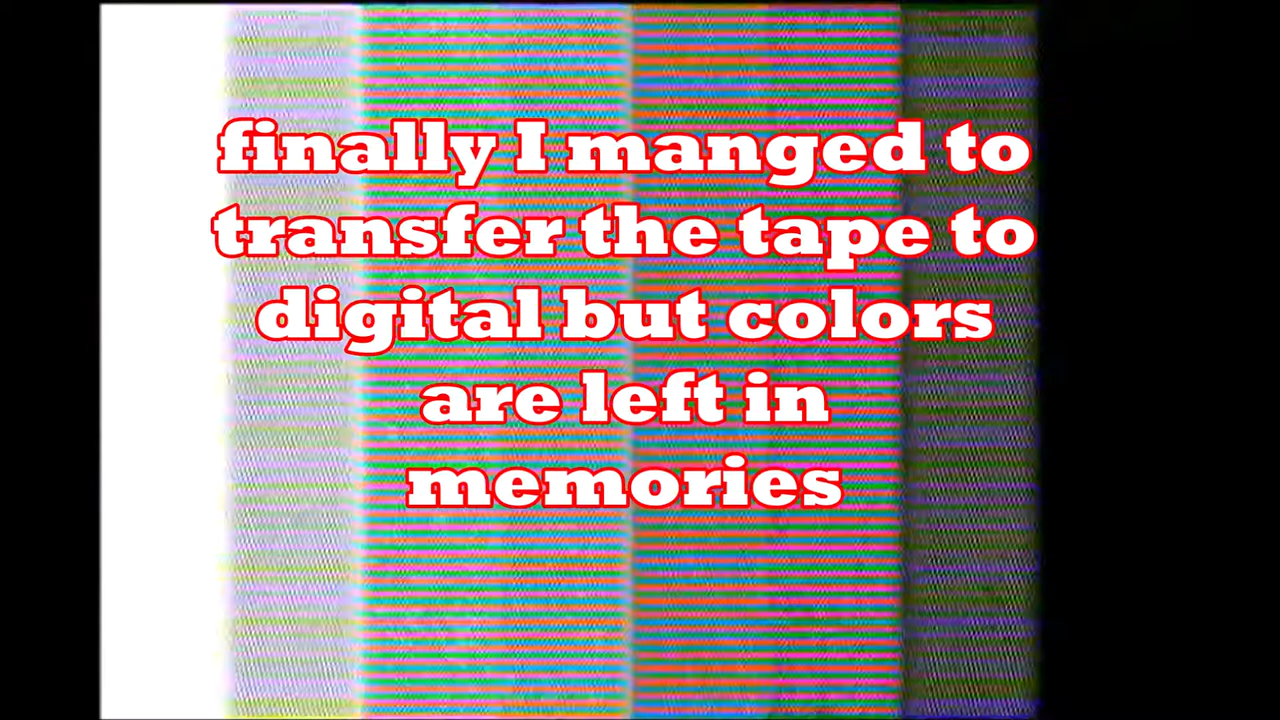 finally I manged to
transfer the tape to
digital but colors
are left in
memories